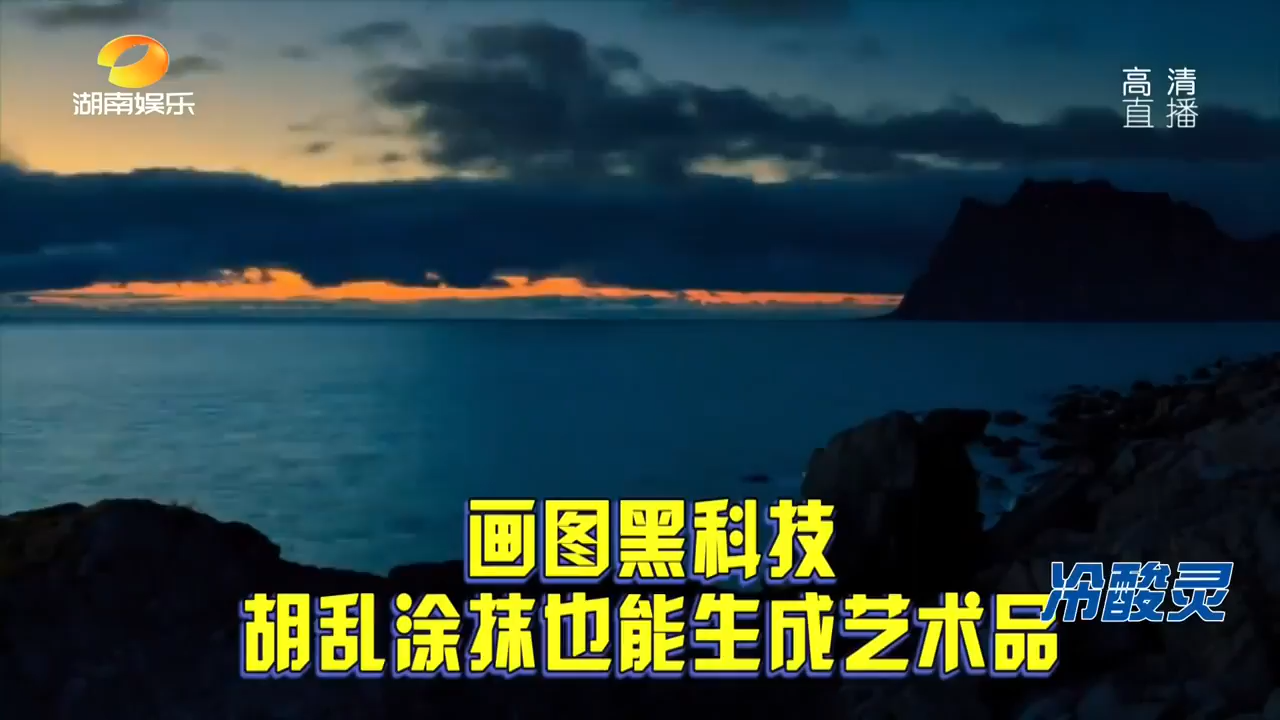 湖南娱乐
高清
直播
画图黑科技
胡乱涂抹也能生成艺术品
冷酸灵